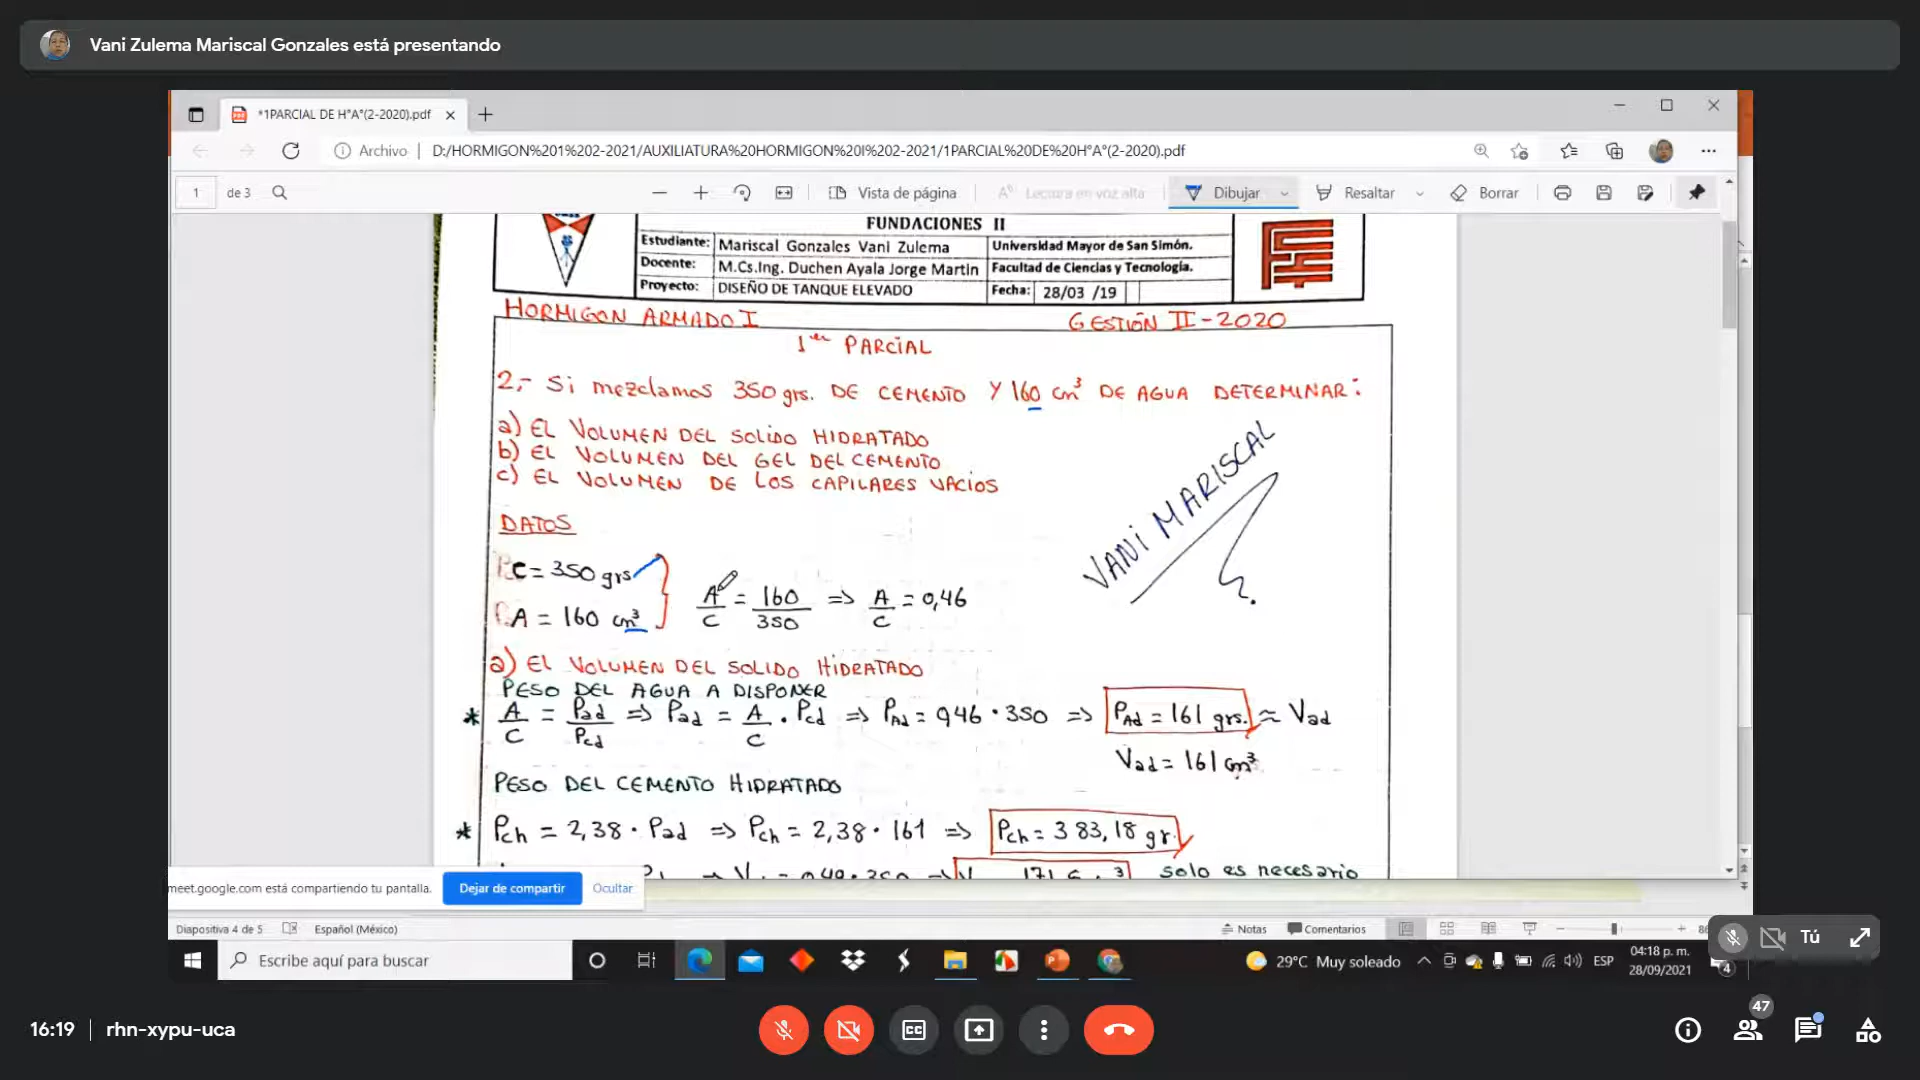 Vani Zulema Mariscal Gonzales está presentando
*1PARCIAL DE H°A°(2-2020).pdf
Archivo | D:/HORMIGON%201%202-2021/AUXILIATURA%20HORMIGON%20I%202-2021/1PARCIAL%20DE%20H°A°(2-2020).pdf
1 de 3
Vista de página
Lectura en voz alta
Dibujar
Resaltar
Borrar
FUNDACIONES II
Estudiante: Mariscal Gonzales Vani Zulema Universidad Mayor de San Simón.
Docente: M.Cs.Ing. Duchen Ayala Jorge Martin Facultad de Ciencias y Tecnología.
Proyecto: DISEÑO DE TANQUE ELEVADO Fecha: 28/03 /19
HORMIGON ARMADO I GESTIÓN II-2020
1er PARCIAL
2.- Si mezclamos 350 grs. DE CEMENTO Y 160 cm³ DE AGUA DETERMINAR:
a) EL VOLUMEN DEL SOLIDO HIDRATADO
b) EL VOLUMEN DEL GEL DEL CEMENTO
c) EL VOLUMEN DE LOS CAPILARES VACIOS
VANI MARISCAL
DATOS
C = 350 grs
A = 160 cm³
A/C = 160/350 => A/C = 0,46
a) EL VOLUMEN DEL SOLIDO HIDRATADO
PESO DEL AGUA A DISPONER
* A/C = Pad/Pcd => Pad = A/C . Pcd => PAd = 0,46 . 350 => PAd = 161 grs. ≈ Vad
Vad = 161 cm³
PESO DEL CEMENTO HIDRATADO
* Pch = 2,38 . Pad => Pch = 2,38 . 161 => Pch = 383,18 gr.
solo es necesario
meet.google.com está compartiendo tu pantalla.
Dejar de compartir
Ocultar
Diapositiva 4 de 5
Español (México)
Notas
Comentarios
Tú
Escribe aquí para buscar
29°C Muy soleado
ESP
04:18 p. m.
28/09/2021
4
16:19 | rhn-xypu-uca
CC
47